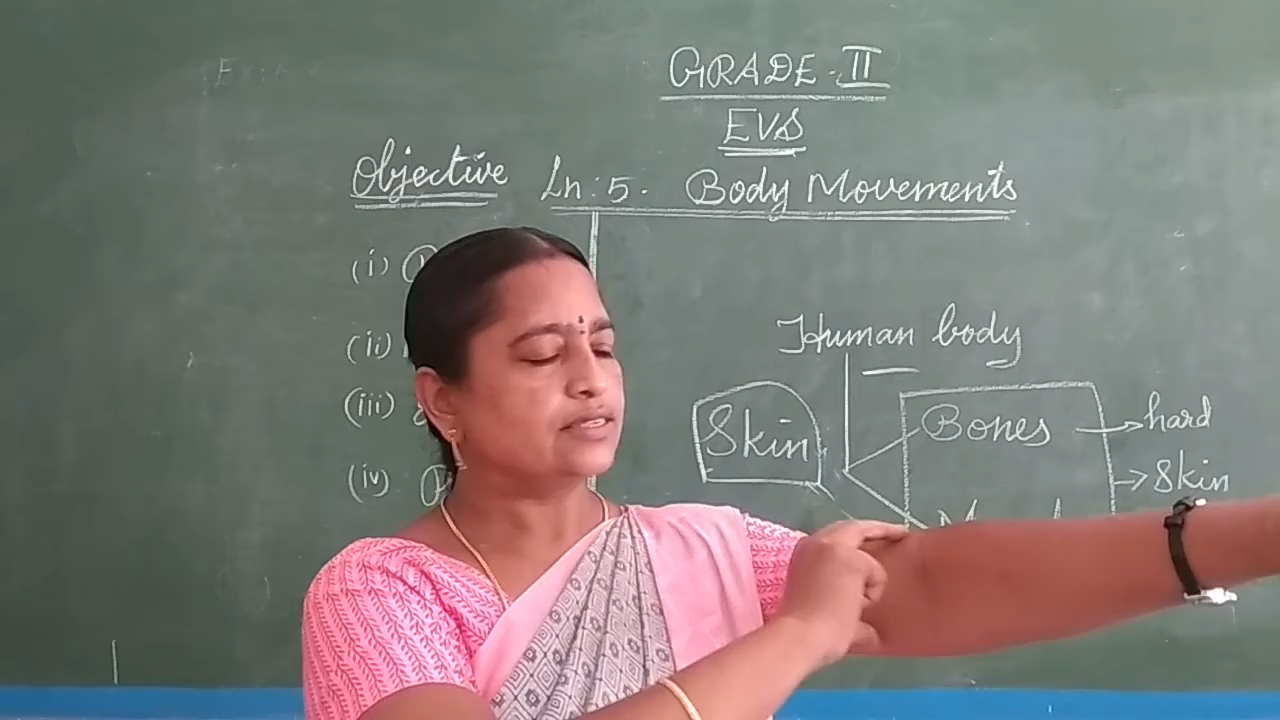 GRADE-II
EVS
Objective
Ln: 5. Body Movements
(i)
(ii)
(iii)
(iv)
Human body
Skin
Bones
hard
Skin